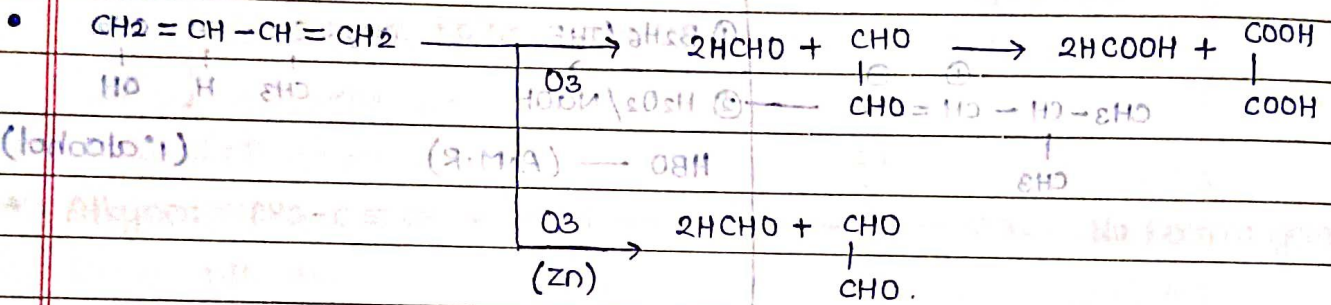 • CH2 = CH – CH = CH2 ⟶ 2HCHO + CHO ⟶ 2HCOOH + COOH
O3
CHO COOH
O3 2HCHO + CHO
(Zn) CHO.